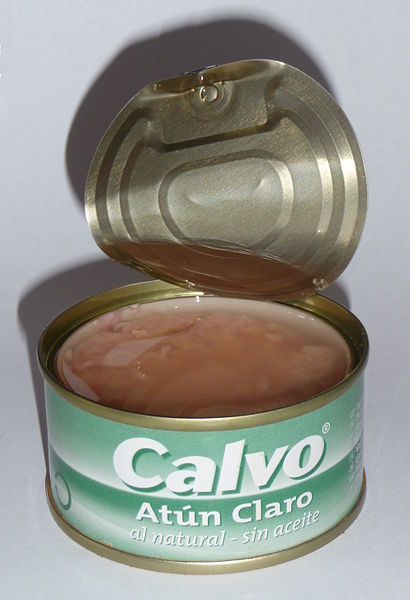 Calvo®
Atún Claro
al natural - sin aceite